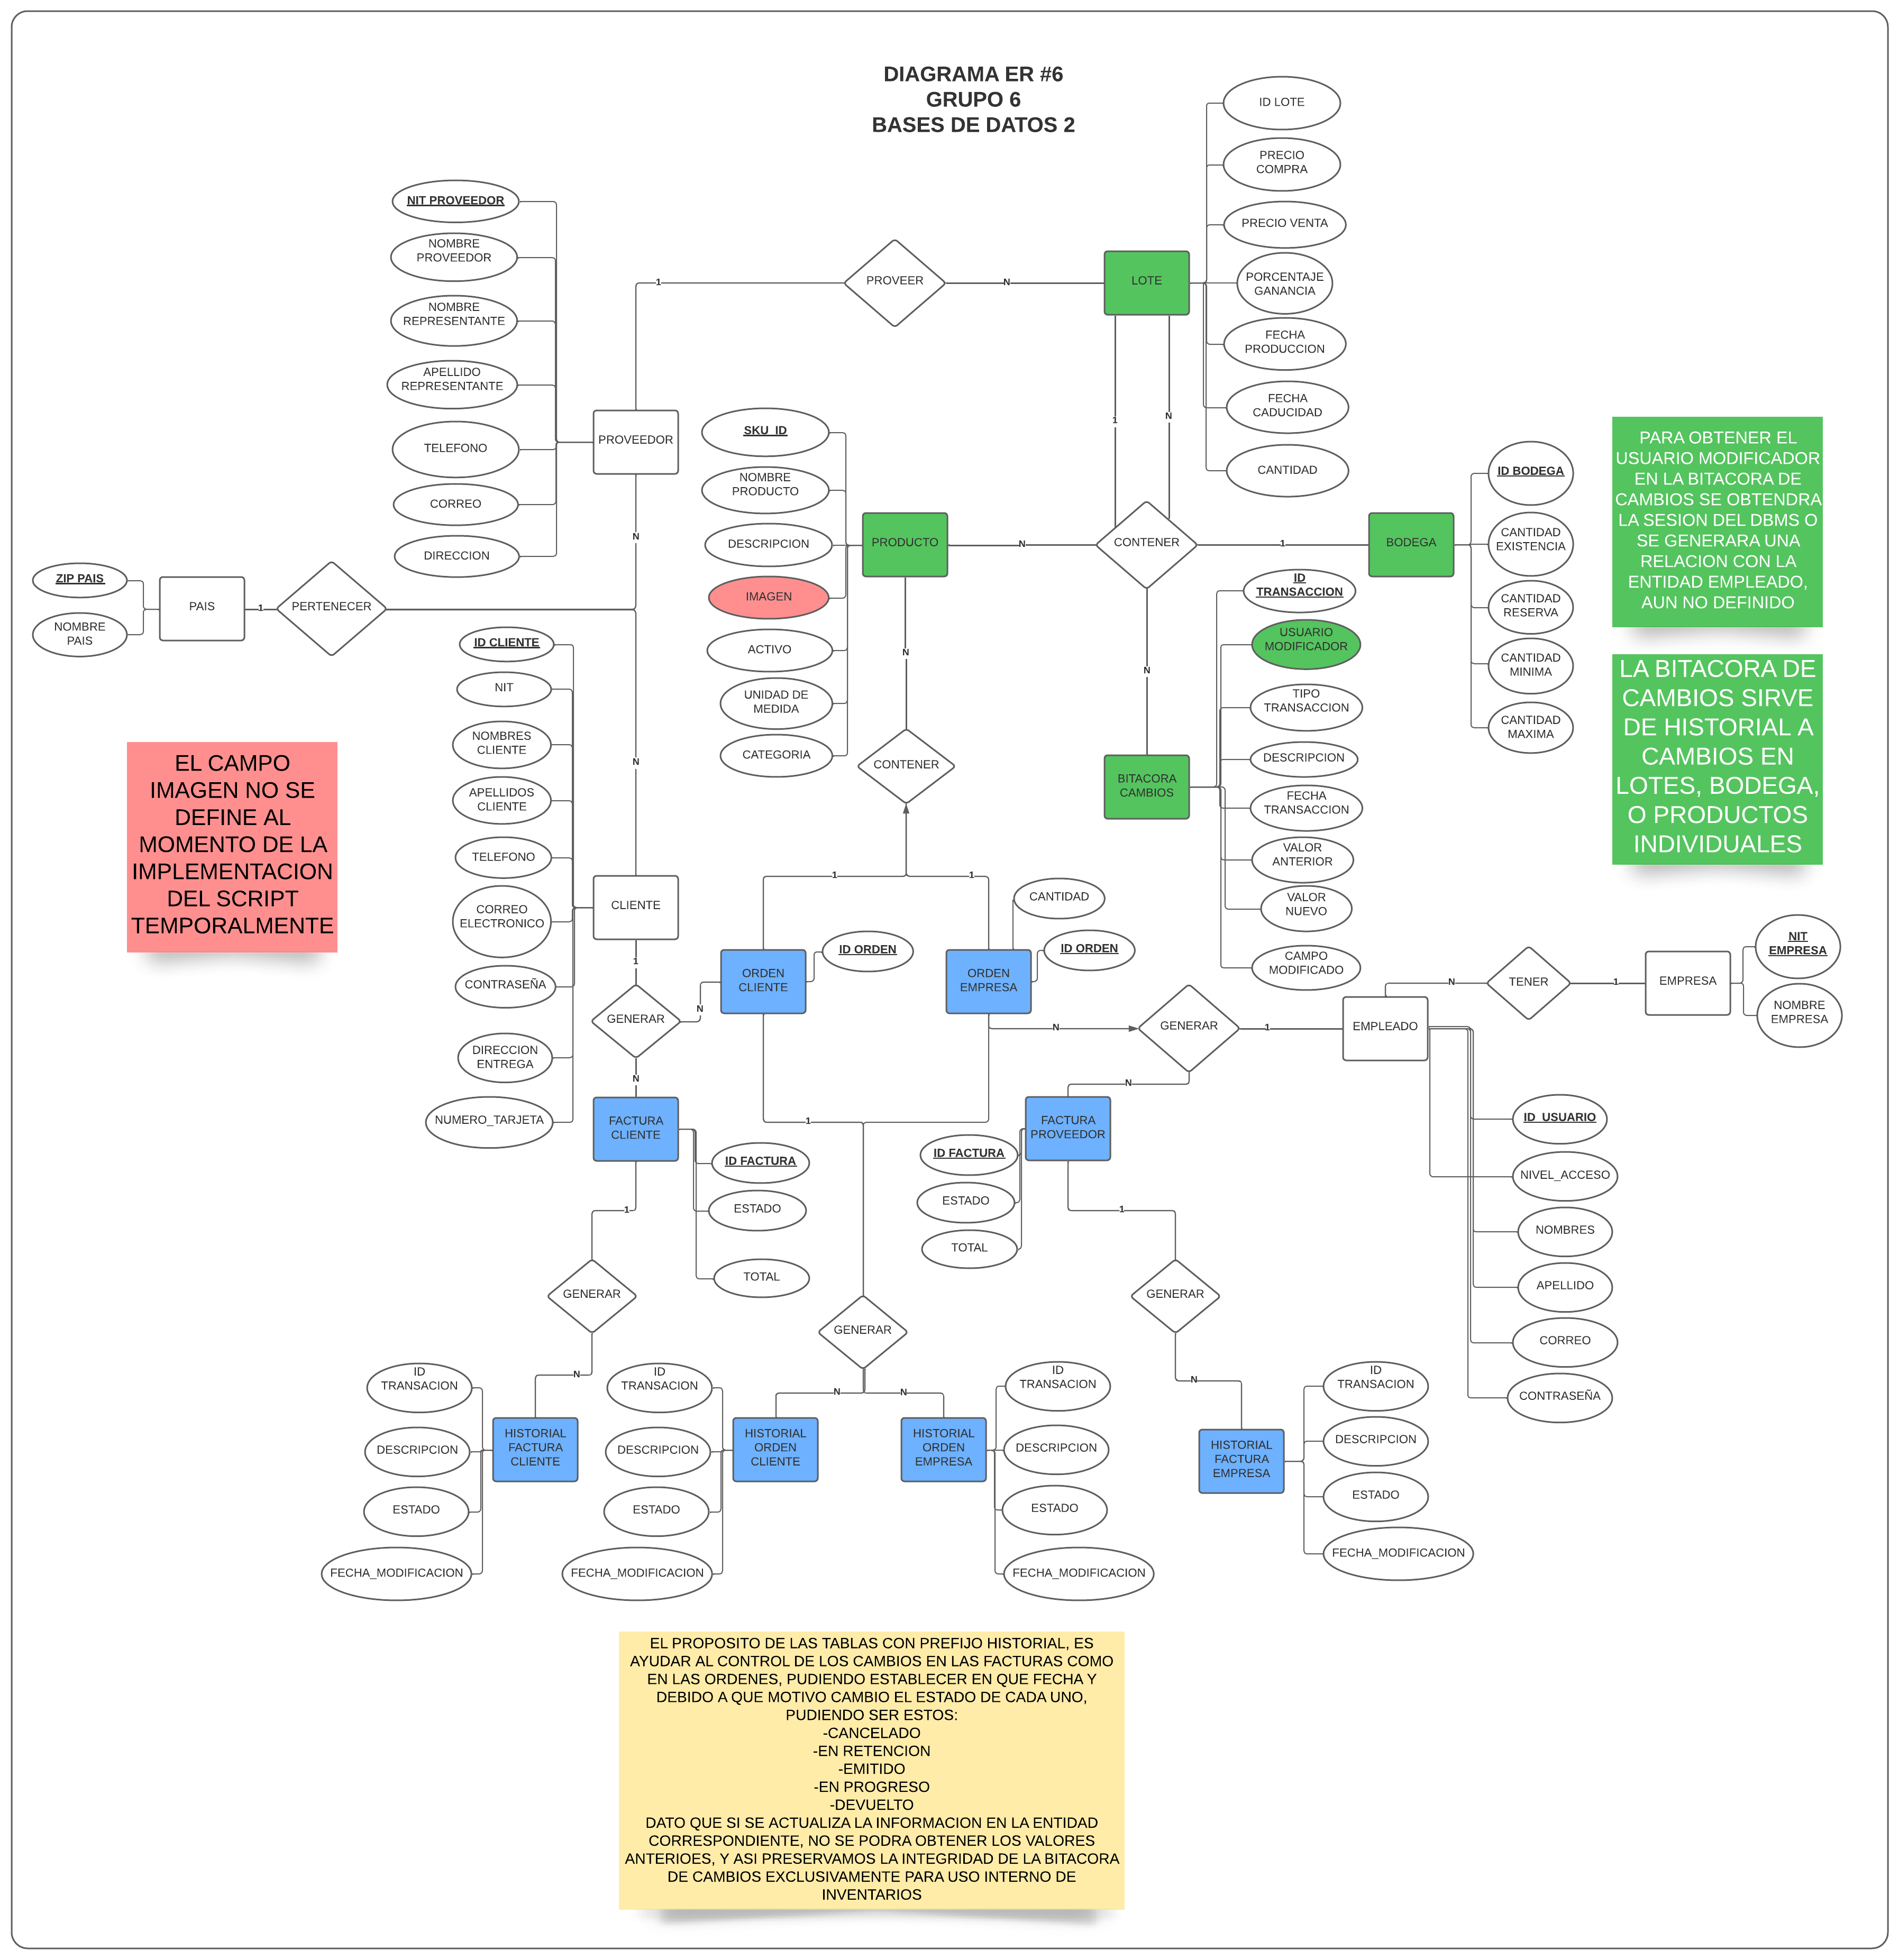 DIAGRAMA ER #6
GRUPO 6
BASES DE DATOS 2
NIT PROVEEDOR
NOMBRE
PROVEEDOR
NOMBRE
REPRESENTANTE
APELLIDO
REPRESENTANTE
TELEFONO
CORREO
DIRECCION
PROVEEDOR
1
PROVEER
N
LOTE
ID LOTE
PRECIO
COMPRA
PRECIO VENTA
PORCENTAJE
GANANCIA
FECHA
PRODUCCION
FECHA
CADUCIDAD
CANTIDAD
1
N
SKU_ID
NOMBRE
PRODUCTO
DESCRIPCION
IMAGEN
ACTIVO
UNIDAD DE
MEDIDA
CATEGORIA
PRODUCTO
N
CONTENER
1
BODEGA
ID BODEGA
CANTIDAD
EXISTENCIA
CANTIDAD
RESERVA
CANTIDAD
MINIMA
CANTIDAD
MAXIMA
PARA OBTENER EL
USUARIO MODIFICADOR
EN LA BITACORA DE
CAMBIOS SE OBTENDRA
LA SESION DEL DBMS O
SE GENERARA UNA
RELACION CON LA
ENTIDAD EMPLEADO,
AUN NO DEFINIDO
LA BITACORA DE
CAMBIOS SIRVE
DE HISTORIAL A
CAMBIOS EN
LOTES, BODEGA,
O PRODUCTOS
INDIVIDUALES
ZIP PAIS
NOMBRE
PAIS
PAIS
1
PERTENECER
N
N
EL CAMPO
IMAGEN NO SE
DEFINE AL
MOMENTO DE LA
IMPLEMENTACION
DEL SCRIPT
TEMPORALMENTE
ID CLIENTE
NIT
NOMBRES
CLIENTE
APELLIDOS
CLIENTE
TELEFONO
CORREO
ELECTRONICO
CONTRASEÑA
DIRECCION
ENTREGA
NUMERO_TARJETA
CLIENTE
N
CONTENER
1
1
N
BITACORA
CAMBIOS
ID
TRANSACCION
USUARIO
MODIFICADOR
TIPO
TRANSACCION
DESCRIPCION
FECHA
TRANSACCION
VALOR
ANTERIOR
VALOR
NUEVO
CAMPO
MODIFICADO
1
GENERAR
N
N
ORDEN
CLIENTE
ID ORDEN
ORDEN
EMPRESA
CANTIDAD
ID ORDEN
N
GENERAR
1
EMPLEADO
N
TENER
1
EMPRESA
NIT
EMPRESA
NOMBRE
EMPRESA
N
ID_USUARIO
NIVEL_ACCESO
NOMBRES
APELLIDO
CORREO
CONTRASEÑA
FACTURA
CLIENTE
ID FACTURA
ESTADO
TOTAL
1
FACTURA
PROVEEDOR
ID FACTURA
ESTADO
TOTAL
1
GENERAR
N
1
GENERAR
N
N
GENERAR
N
HISTORIAL
FACTURA
CLIENTE
ID
TRANSACION
DESCRIPCION
ESTADO
FECHA_MODIFICACION
HISTORIAL
ORDEN
CLIENTE
ID
TRANSACION
DESCRIPCION
ESTADO
FECHA_MODIFICACION
HISTORIAL
ORDEN
EMPRESA
ID
TRANSACION
DESCRIPCION
ESTADO
FECHA_MODIFICACION
HISTORIAL
FACTURA
EMPRESA
ID
TRANSACION
DESCRIPCION
ESTADO
FECHA_MODIFICACION
EL PROPOSITO DE LAS TABLAS CON PREFIJO HISTORIAL, ES
AYUDAR AL CONTROL DE LOS CAMBIOS EN LAS FACTURAS COMO
EN LAS ORDENES, PUDIENDO ESTABLECER EN QUE FECHA Y
DEBIDO A QUE MOTIVO CAMBIO EL ESTADO DE CADA UNO,
PUDIENDO SER ESTOS:
-CANCELADO
-EN RETENCION
-EMITIDO
-EN PROGRESO
-DEVUELTO
DATO QUE SI SE ACTUALIZA LA INFORMACION EN LA ENTIDAD
CORRESPONDIENTE, NO SE PODRA OBTENER LOS VALORES
ANTERIOES, Y ASI PRESERVAMOS LA INTEGRIDAD DE LA BITACORA
DE CAMBIOS EXCLUSIVAMENTE PARA USO INTERNO DE
INVENTARIOS